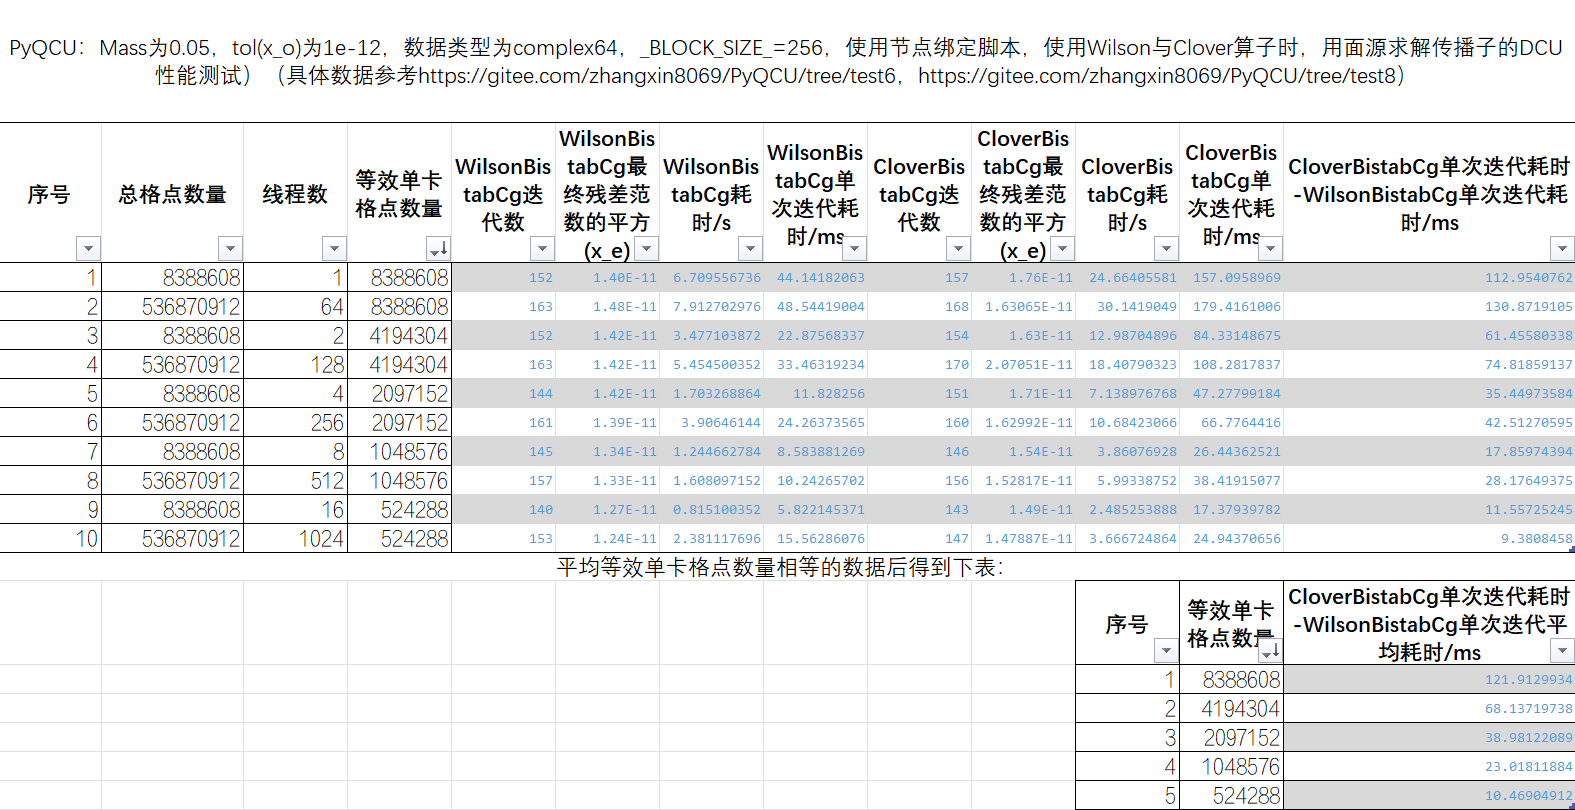 PyQCU：Mass为0.05，tol(x_o)为1e-12，数据类型为complex64，_BLOCK_SIZE_=256，使用节点绑定脚本，使用Wilson与Clover算子时，用面源求解传播子的DCU
性能测试）（具体数据参考https://gitee.com/zhangxin8069/PyQCU/tree/test6，https://gitee.com/zhangxin8069/PyQCU/tree/test8）
序号 总格点数量 线程数 等效单卡格点数量 WilsonBistabCg迭代数 WilsonBistabCg最终残差范数的平方(x_e) WilsonBistabCg耗时/s WilsonBistabCg单次迭代耗时/ms CloverBistabCg迭代数 CloverBistabCg最终残差范数的平方(x_e) CloverBistabCg耗时/s CloverBistabCg单次迭代耗时/ms CloverBistabCg单次迭代耗时-WilsonBistabCg单次迭代耗时/ms
1 8388608 1 8388608 152 1.40E-11 6.709556736 44.14182063 157 1.76E-11 24.66405581 157.0958969 112.9540762
2 536870912 64 8388608 163 1.48E-11 7.912702976 48.54419004 168 1.63065E-11 30.1419049 179.4161006 130.8719105
3 8388608 2 4194304 152 1.42E-11 3.477103872 22.87568337 154 1.63E-11 12.98704896 84.33148675 61.45580338
4 536870912 128 4194304 163 1.42E-11 5.454500352 33.46319234 170 2.07051E-11 18.40790323 108.2817837 74.81859137
5 8388608 4 2097152 144 1.42E-11 1.703268864 11.828256 151 1.71E-11 7.138976768 47.27799184 35.44973584
6 536870912 256 2097152 161 1.39E-11 3.90646144 24.26373565 160 1.62992E-11 10.68423066 66.7764416 42.51270595
7 8388608 8 1048576 145 1.34E-11 1.244662784 8.583881269 146 1.54E-11 3.86076928 26.44362521 17.85974394
8 536870912 512 1048576 157 1.33E-11 1.608097152 10.24265702 156 1.52817E-11 5.99338752 38.41915077 28.17649375
9 8388608 16 524288 140 1.27E-11 0.815100352 5.822145371 143 1.49E-11 2.485253888 17.37939782 11.55725245
10 536870912 1024 524288 153 1.24E-11 2.381117696 15.56286076 147 1.47887E-11 3.666724864 24.94370656 9.3808458
平均等效单卡格点数量相等的数据后得到下表：
序号 等效单卡格点数量 CloverBistabCg单次迭代耗时-WilsonBistabCg单次迭代平均耗时/ms
1 8388608 121.9129934
2 4194304 68.13719738
3 2097152 38.98122089
4 1048576 23.01811884
5 524288 10.46904912